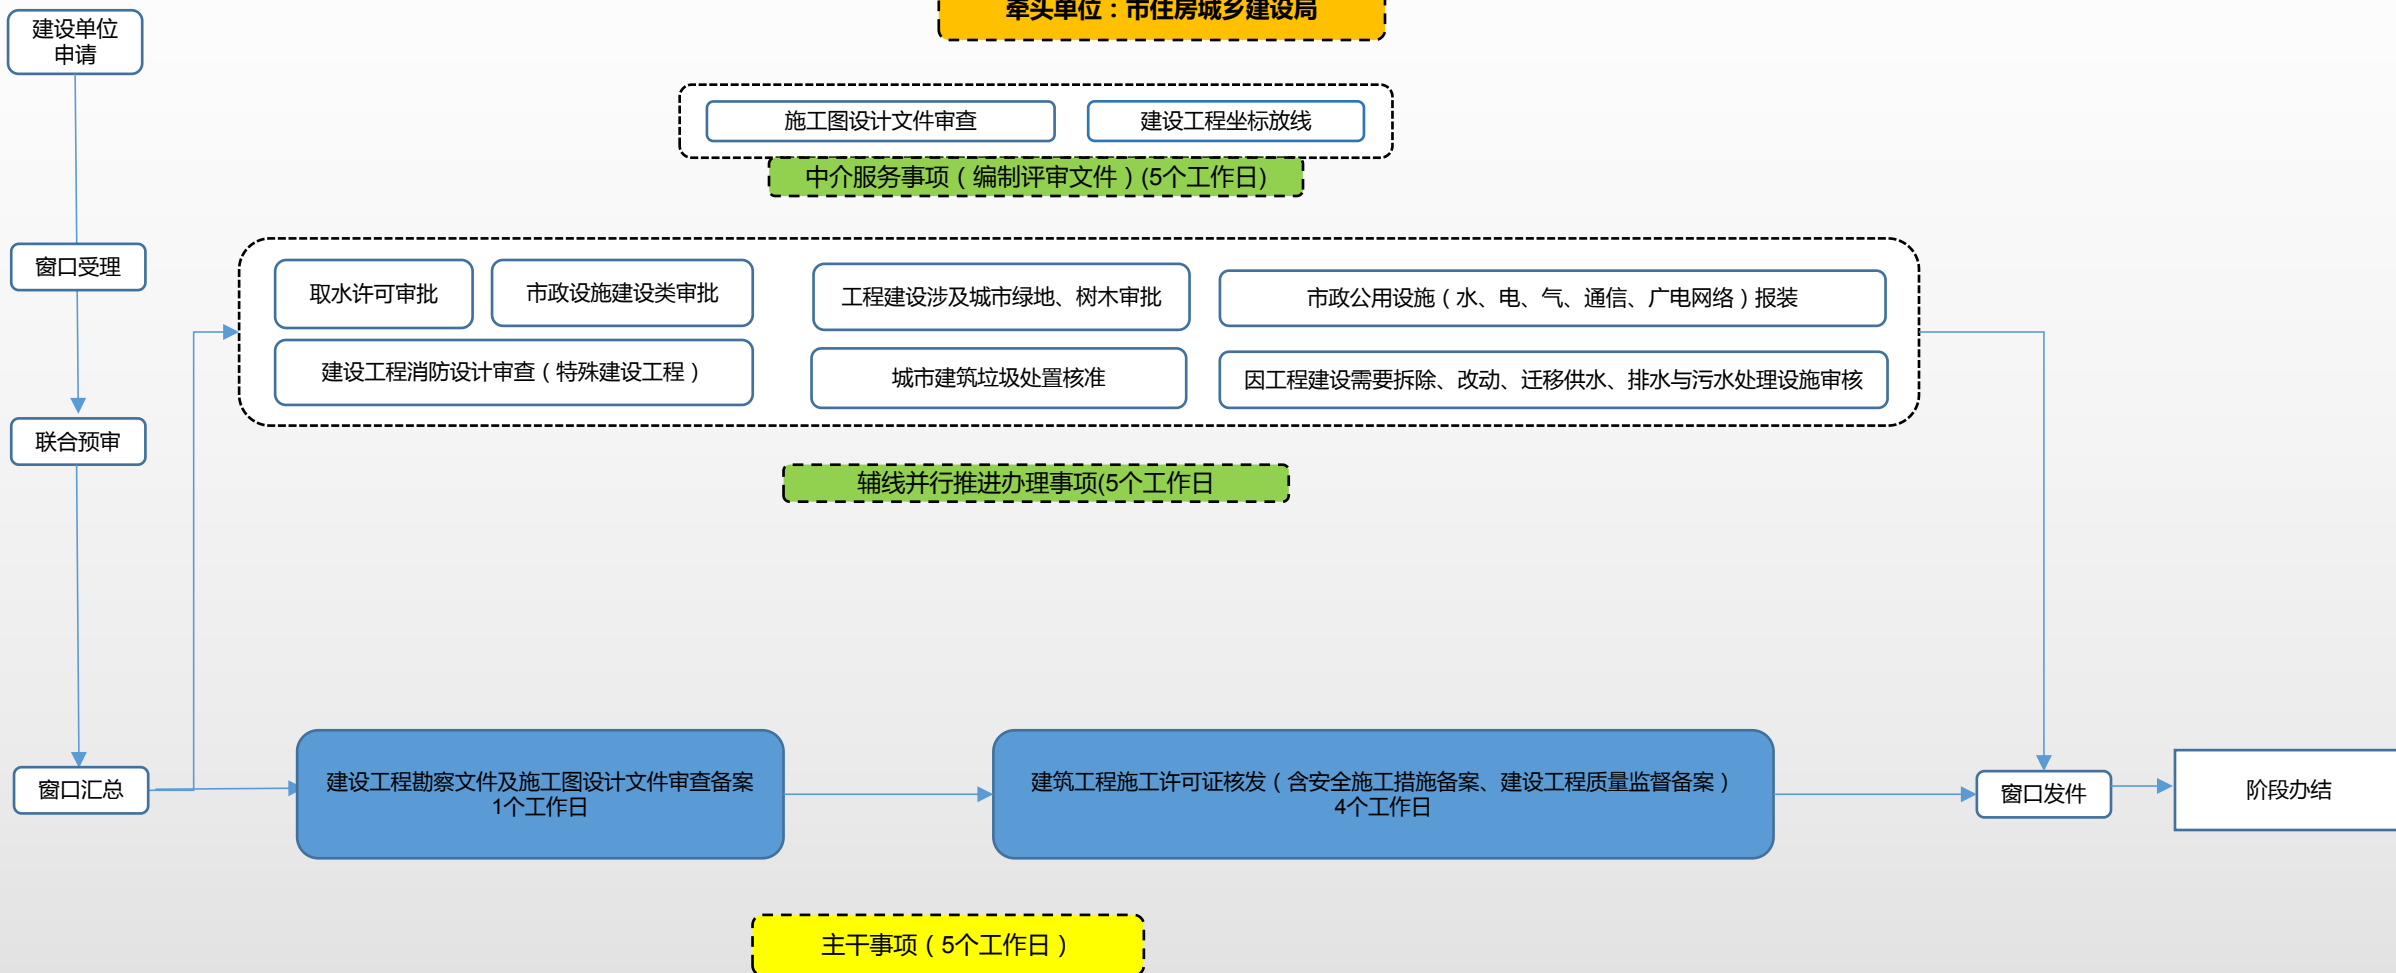 牵头单位：市住房城乡建设局
建设单位
申请
施工图设计文件审查
建设工程坐标放线
中介服务事项（编制评审文件）(5个工作日)
窗口受理
取水许可审批
市政设施建设类审批
工程建设涉及城市绿地、树木审批
市政公用设施（水、电、气、通信、广电网络）报装
建设工程消防设计审查（特殊建设工程）
城市建筑垃圾处置核准
因工程建设需要拆除、改动、迁移供水、排水与污水处理设施审核
联合预审
辅线并行推进办理事项(5个工作日
窗口汇总
建设工程勘察文件及施工图设计文件审查备案
1个工作日
建筑工程施工许可证核发（含安全施工措施备案、建设工程质量监督备案）
4个工作日
窗口发件
阶段办结
主干事项（5个工作日）